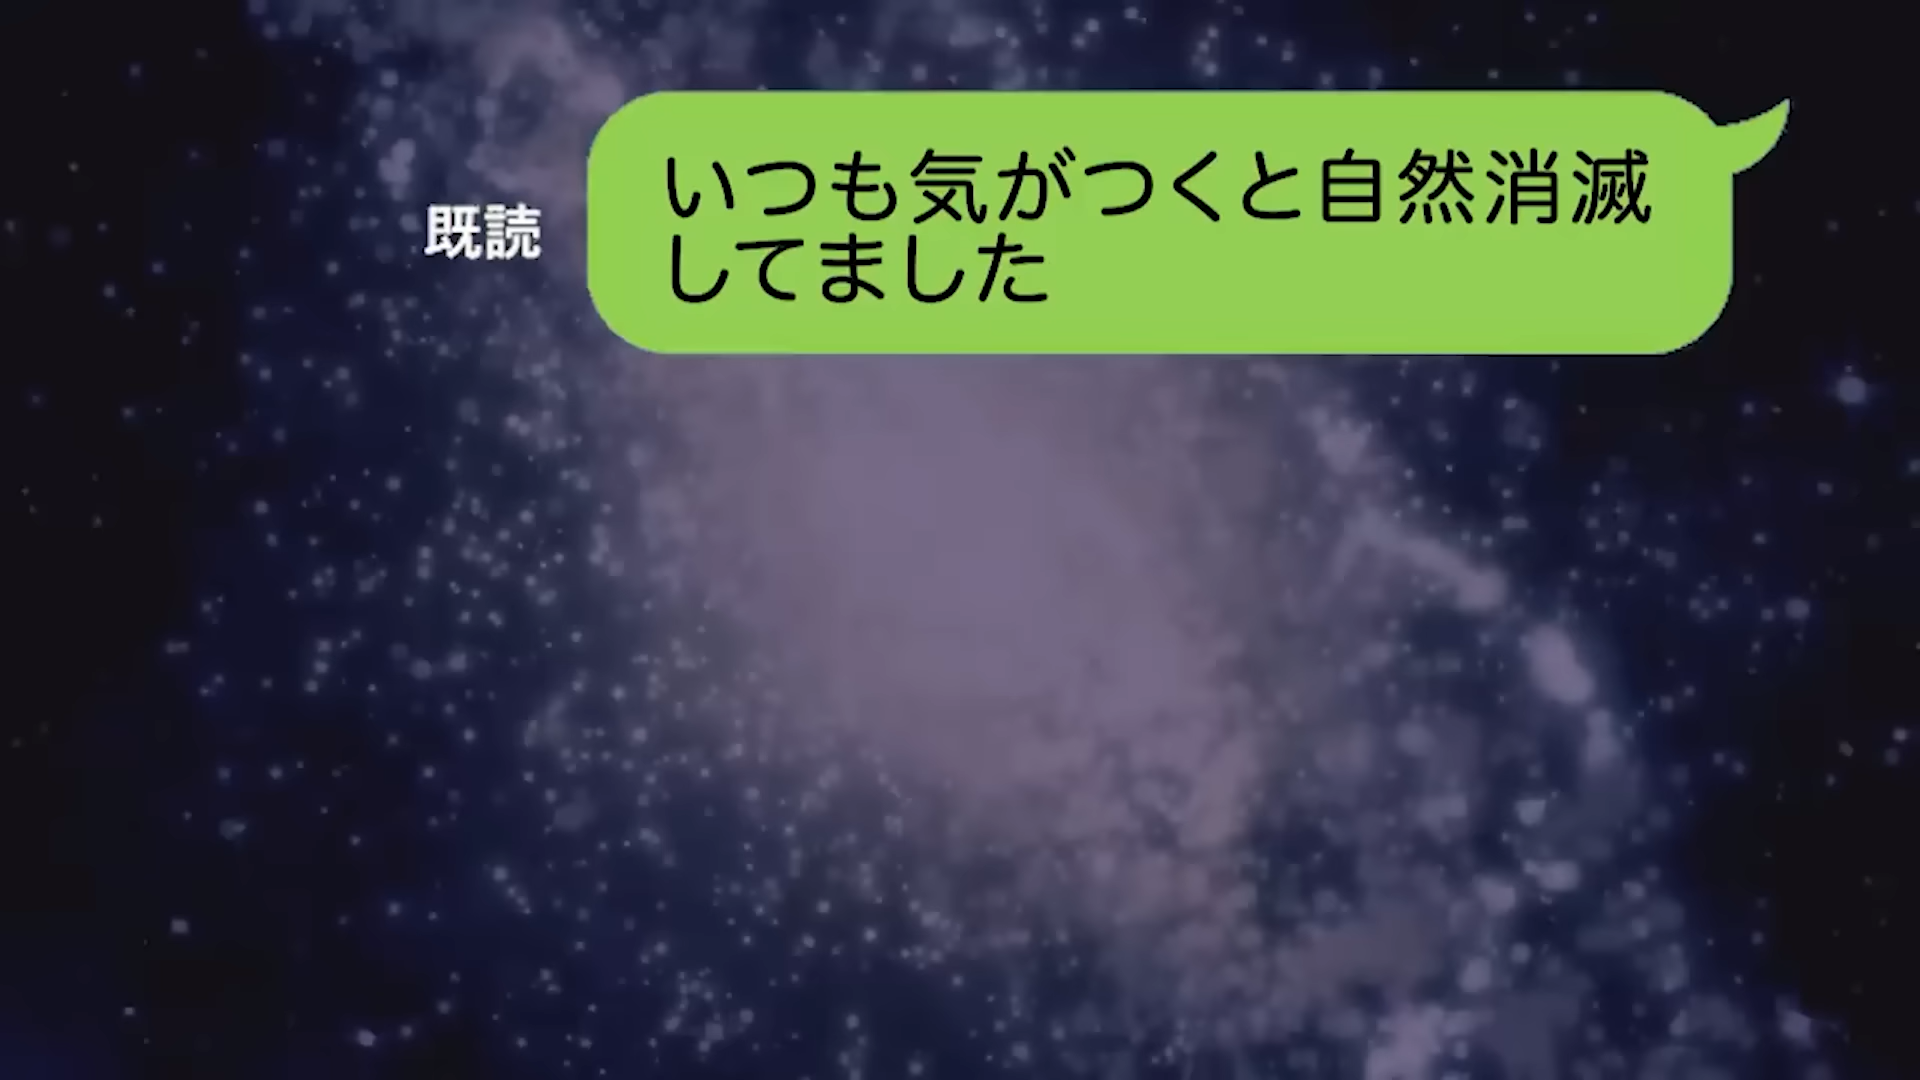 いつも気がつくと自然消滅
してました
既読